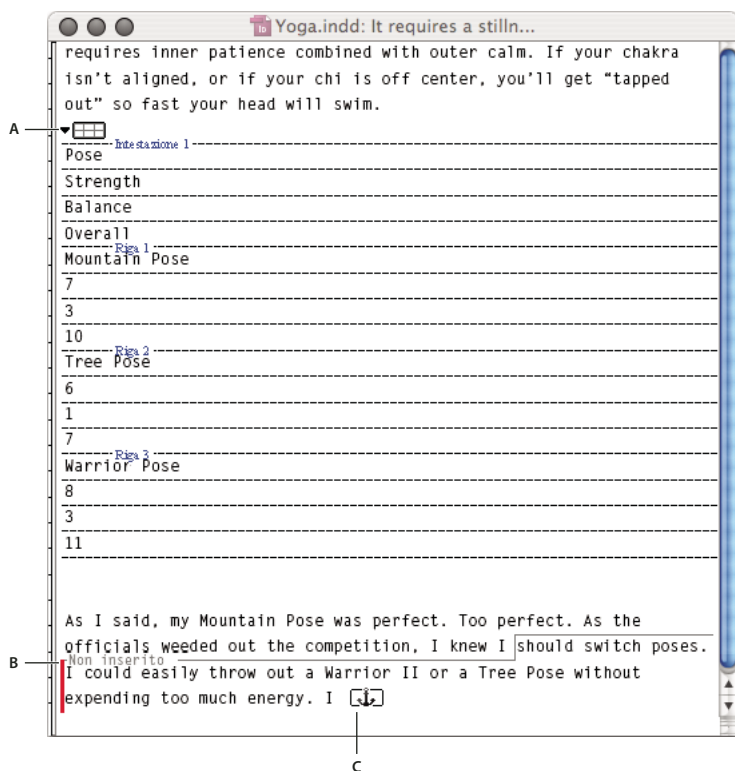 Yoga.indd: It requires a stilln...
requires inner patience combined with outer calm. If your chakra
isn't aligned, or if your chi is off center, you'll get “tapped
out” so fast your head will swim.
A
Intestazione 1
Pose
Strength
Balance
Overall
Riga 1
Mountain Pose
7
3
10
Riga 2
Tree Pose
6
1
7
Riga 3
Warrior Pose
8
3
11
As I said, my Mountain Pose was perfect. Too perfect. As the
officials weeded out the competition, I knew I should switch poses.
B
Non inserito
I could easily throw out a Warrior II or a Tree Pose without
expending too much energy. I
C